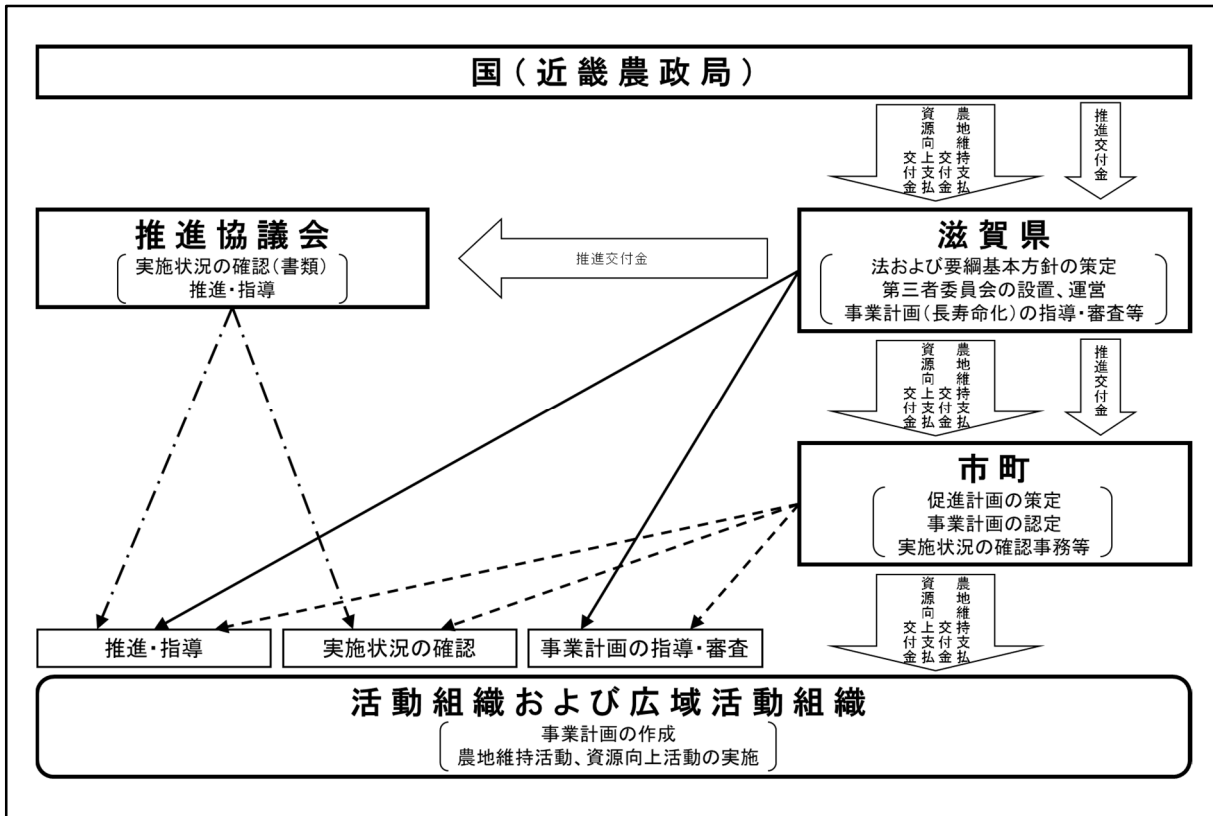 国(近畿農政局)
農地維持支払交付金
資源向上支払交付金
推進交付金
推進協議会
実施状況の確認(書類)
推進・指導
推進交付金
滋賀県
法および要綱基本方針の策定
第三者委員会の設置、運営
事業計画(長寿命化)の指導・審査等
農地維持支払交付金
資源向上支払交付金
推進交付金
市町
促進計画の策定
事業計画の認定
実施状況の確認事務等
農地維持支払交付金
資源向上支払交付金
推進・指導
実施状況の確認
事業計画の指導・審査
活動組織および広域活動組織
事業計画の作成
農地維持活動、資源向上活動の実施